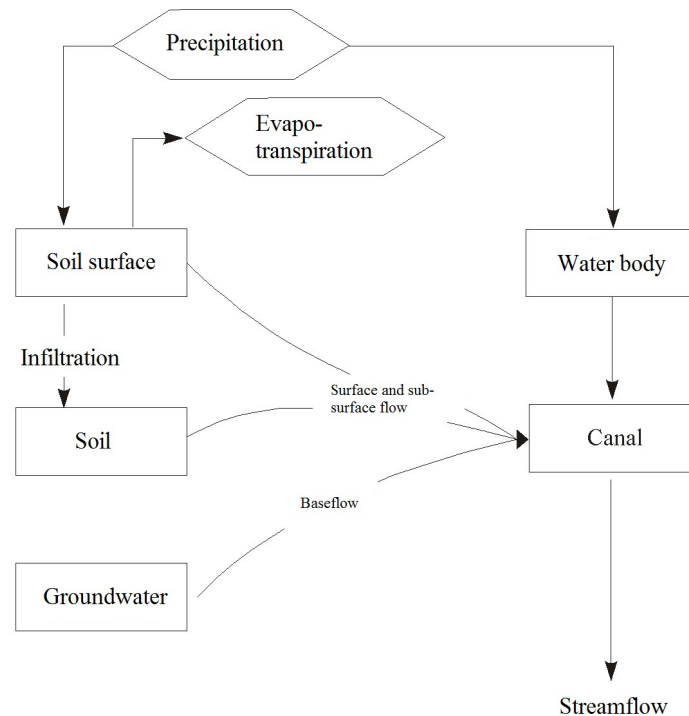 Precipitation
Evapo-
transpiration
Soil surface
Water body
Infiltration
Surface and sub-
surface flow
Soil
Canal
Baseflow
Groundwater
Streamflow